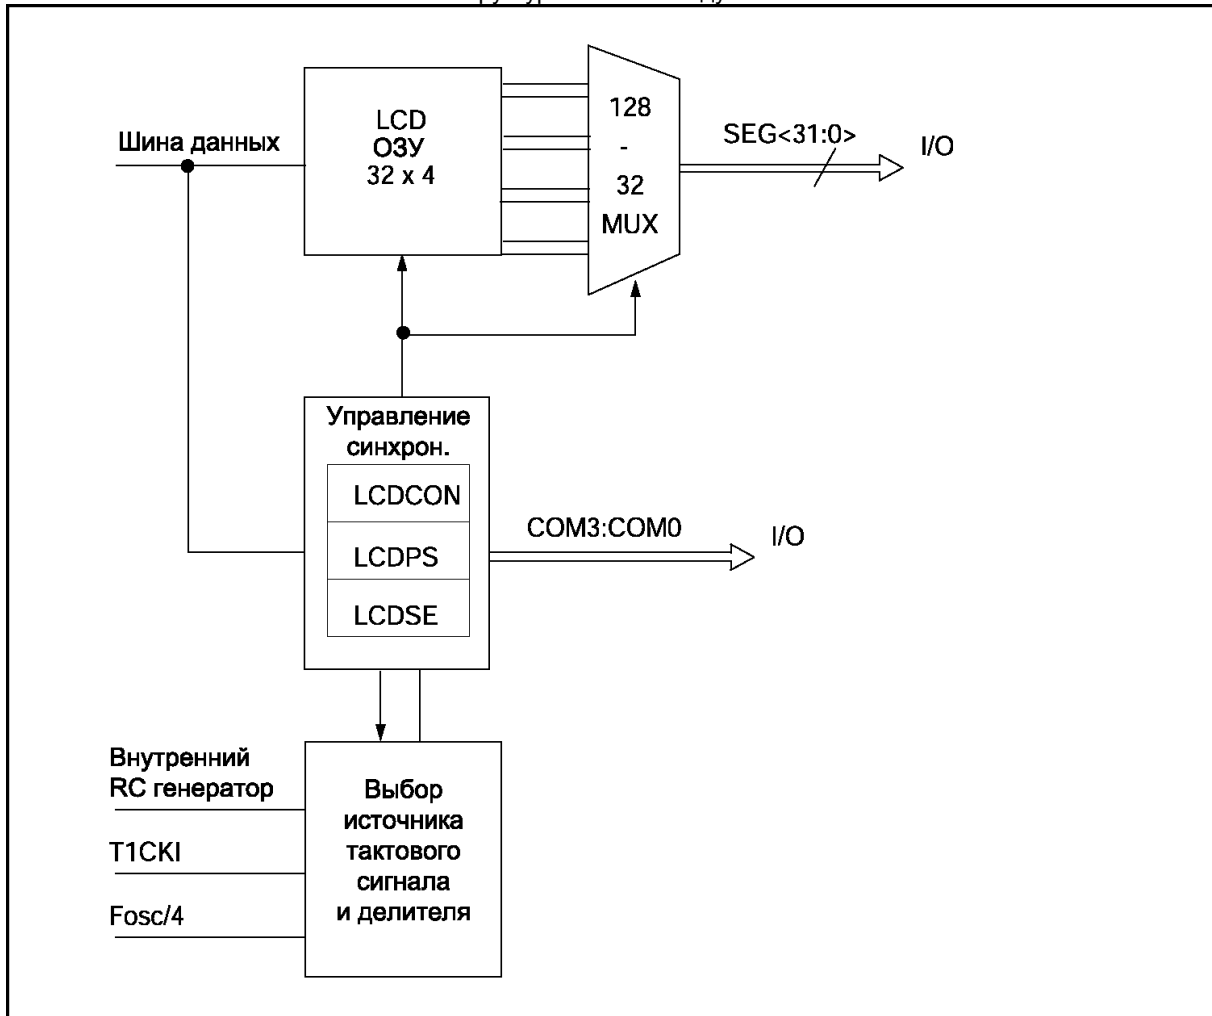 Шина данных
LCD
ОЗУ
32 x 4
128
-
32
MUX
SEG<31:0>
I/O
Управление
синхрон.
LCDCON
LCDPS
LCDSE
COM3:COM0
I/O
Внутренний
RC генератор
T1CKI
Fosc/4
Выбор
источника
тактового
сигнала
и делителя